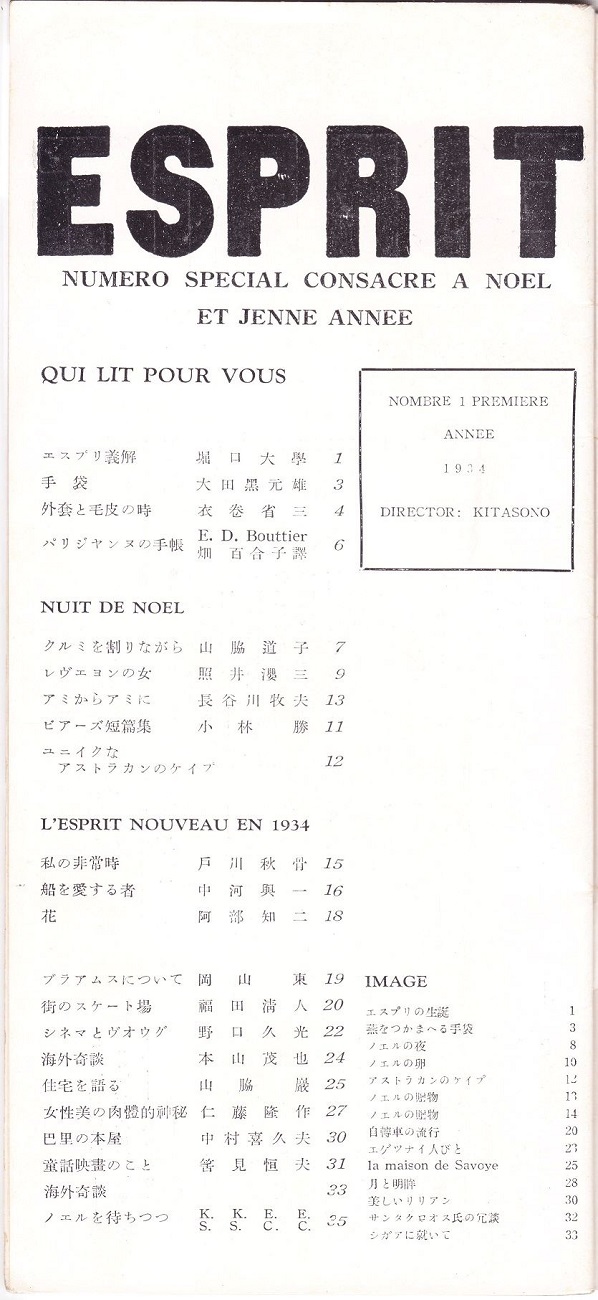 ESPRIT
NUMERO SPECIAL CONSACRE A NOEL
ET JENNE ANNEE
QUI LIT POUR VOUS
エスプリ義解 堀口大學 1
手袋 大田黑元雄 3
外套と毛皮の時 衣卷省三 4
パリジヤンヌの手帳 E. D. Bouttier
畑百合子譯 6
NOMBRE 1 PREMIERE
ANNEE
1934
DIRECTOR: KITASONO
NUIT DE NOEL
クルミを割りながら 山脇道子 7
レヴエヨンの女 照井瓔三 9
アミからアミに 長谷川牧夫 13
ビアーズ短篇集 小林勝 11
ユニイクな
アストラカンのケイプ 12
L'ESPRIT NOUVEAU EN 1934
私の非常時 戸川秋骨 15
船を愛する者 中河與一 16
花 阿部知二 18
ブラアムスについて 岡山東 19
街のスケート場 福田淸人 20
シネマとヴオウグ 野口久光 22
海外奇談 本山茂也 24
住宅を語る 山脇巖 25
女性美の肉體的神秘 仁藤隆作 27
巴里の本屋 中村喜久夫 30
童話映畫のこと 筈見恒夫 31
海外奇談 33
ノエルを待ちつつ K. K. E. E.
S. S. C. C. 35
IMAGE
エスプリの生誕 1
燕をつかまへる手袋 3
ノエルの夜 8
ノエルの卵 10
アストラカンのケイプ 12
ノエルの贈物 13
ノエルの贈物 14
自轉車の流行 20
エゲツナイ人びと 23
la maison de Savoye 25
月と明眸 28
美しいリリアン 30
サンタクロオス氏の冗談 32
シガアに就いて 33